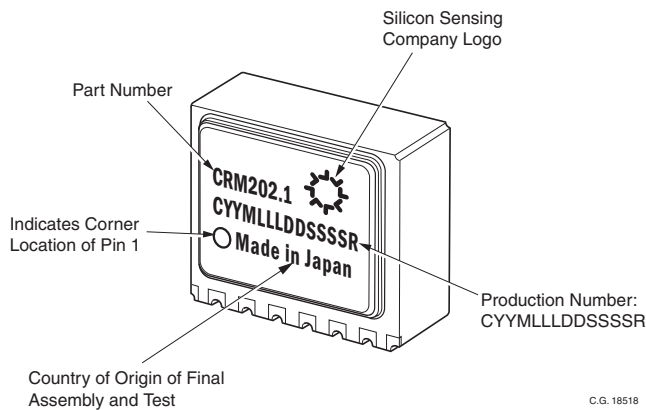 Silicon Sensing
Company Logo
Part Number
CRM202.1
CYYMLLLDDSSSSR
Made in Japan
Indicates Corner
Location of Pin 1
Production Number:
CYYMLLLDDSSSSR
Country of Origin of Final
Assembly and Test
C.G. 18518